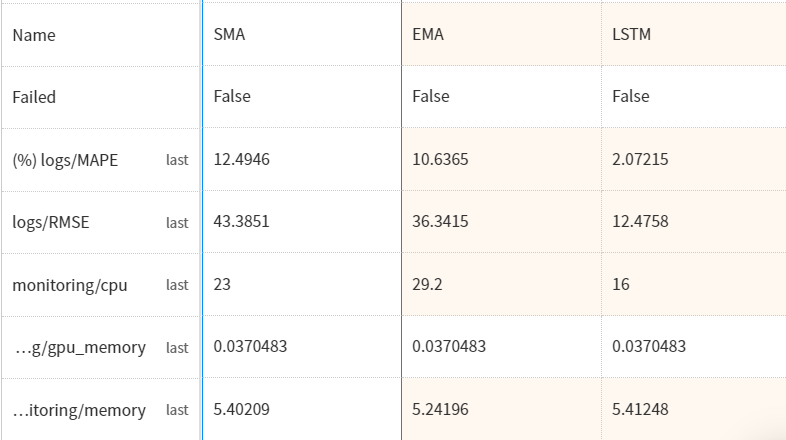 Name SMA EMA LSTM
Failed False False False
(%) logs/MAPE last 12.4946 10.6365 2.07215
logs/RMSE last 43.3851 36.3415 12.4758
monitoring/cpu last 23 29.2 16
…g/gpu_memory last 0.0370483 0.0370483 0.0370483
…itoring/memory last 5.40209 5.24196 5.41248